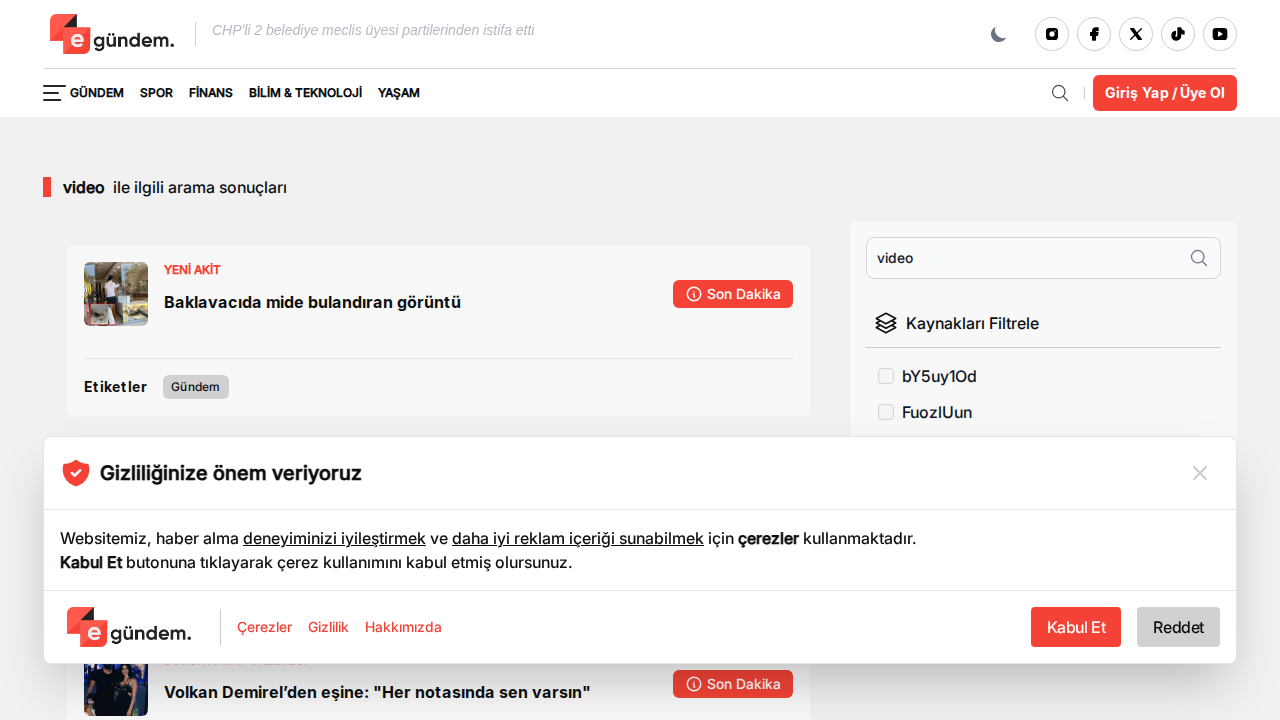 e gündem.
CHP'li 2 belediye meclis üyesi partilerinden istifa etti
GÜNDEM SPOR FİNANS BİLİM & TEKNOLOJİ YAŞAM
Giriş Yap / Üye Ol
video ile ilgili arama sonuçları
YENİ AKİT
Baklavacıda mide bulandıran görüntü
Son Dakika
Etiketler Gündem
video
Kaynakları Filtrele
bY5uy1Od
FuozlUun
Gizliliğinize önem veriyoruz
Websitemiz, haber alma deneyiminizi iyileştirmek ve daha iyi reklam içeriği sunabilmek için çerezler kullanmaktadır.
Kabul Et butonuna tıklayarak çerez kullanımını kabul etmiş olursunuz.
e gündem.
Çerezler Gizlilik Hakkımızda
Kabul Et
Reddet
Volkan Demirel’den eşine: "Her notasında sen varsın"
Son Dakika